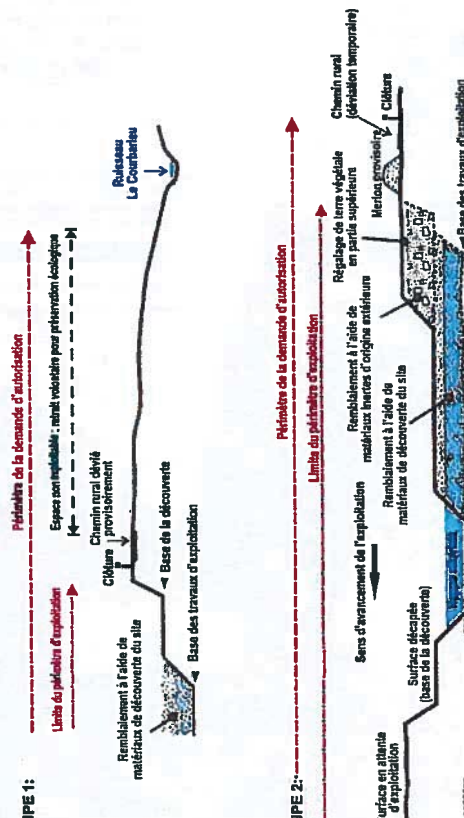 IPE 1:
Périmètre de la demande d'autorisation
Limite du périmètre d'exploitation
Espace non exploitable : retrait volontaire pour préservation écologique
Clôture
Chemin rural dévié
provisoirement
Ruisseau
Le Courbarieu
Remblaiement à l'aide de
matériaux de découverte du site
Base de la découverte
Base des travaux d'exploitation
IPE 2:
Périmètre de la demande d'autorisation
Limite du périmètre d'exploitation
Sens d'avancement de l'exploitation
Surface en attente
d'exploitation
Surface décapée
(base de la découverte)
Remblaiement à l'aide de
matériaux de découverte du site
Remblaiement à l'aide de
matériaux inertes d'origine extérieure
Régalage de terre végétale
en partie supérieure
Merlon provisoire
Clôture
Chemin rural
(déviation temporaire)
Base des travaux d'exploitation